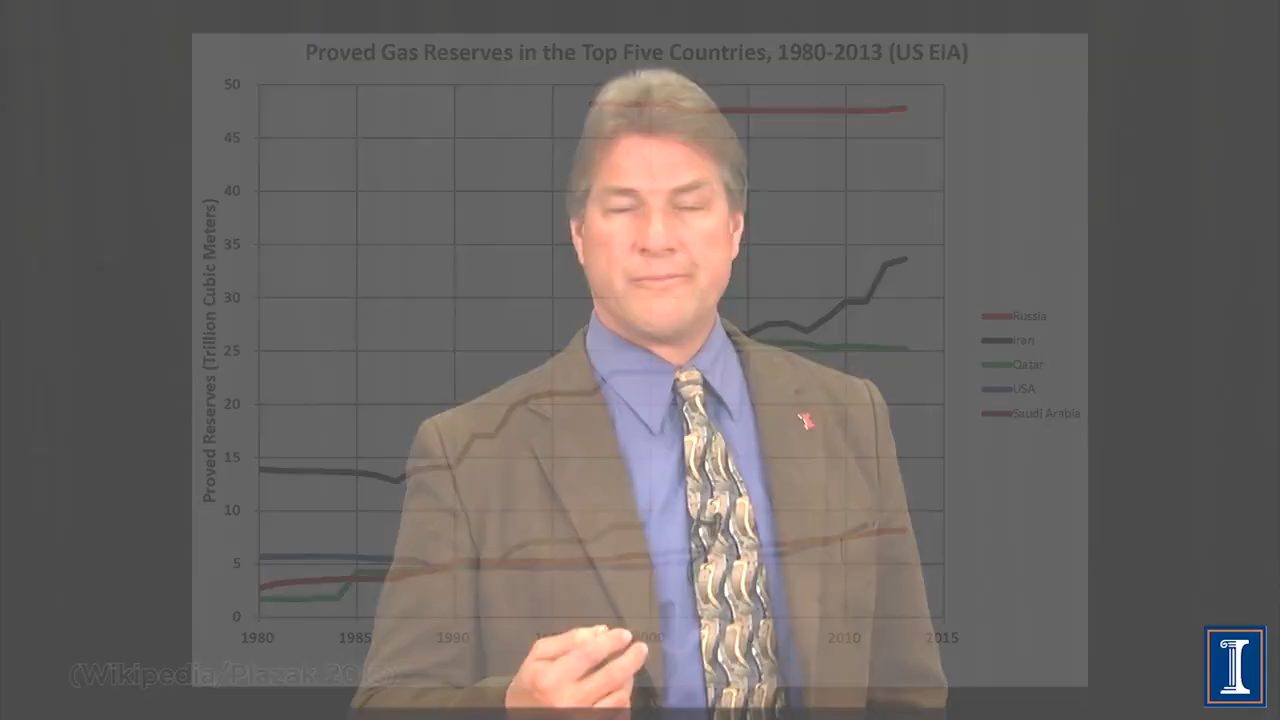 Proved Gas Reserves in the Top Five Countries, 1980-2013 (US EIA)
Proved Reserves (Trillion Cubic Meters)
50
45
40
35
30
25
20
15
10
5
0
1980 1985 1990 2010 2015
Russia
Iran
Qatar
USA
Saudi Arabia
(Wikipedia/Plazak
I